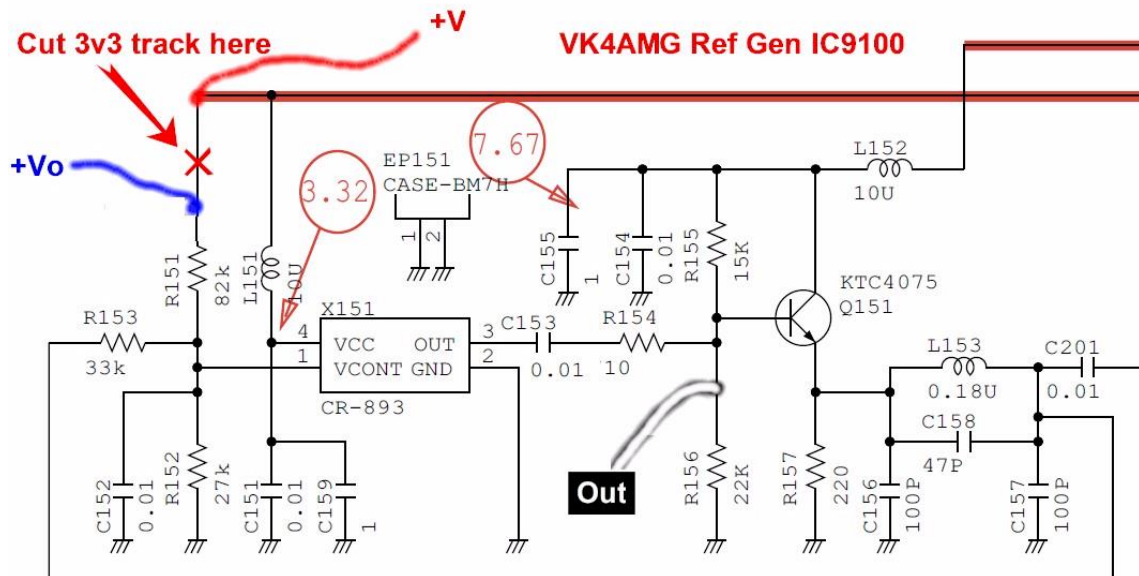 +V
Cut 3v3 track here
VK4AMG Ref Gen IC9100
+Vo
7.67
3.32
EP151
CASE-BM7H
1
2
L152
10U
C155
1
C154
0.01
R155
15K
R151
82k
L151
10U
KTC4075
Q151
X151
R153
33k
4
VCC
OUT
3
1
VCONT
GND
2
CR-893
C153
0.01
R154
10
L153
0.18U
C201
0.01
C158
47P
Out
C152
0.01
R152
27k
C151
0.01
C159
1
R156
22K
R157
220
C156
100P
C157
100P